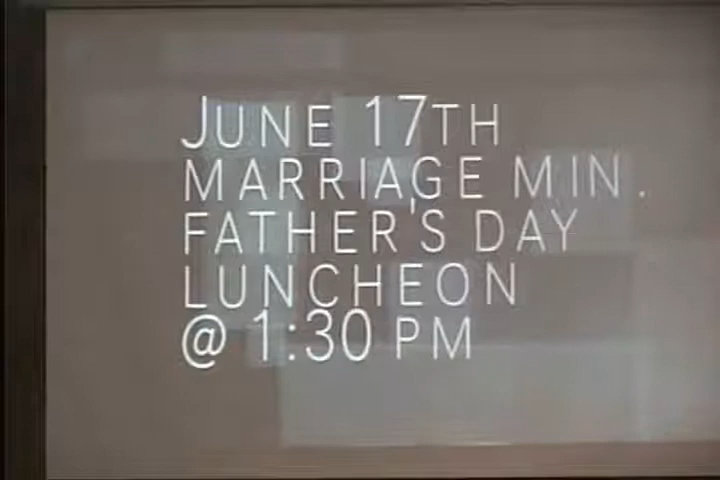 JUNE 17TH
MARRIAGE MIN.
FATHER'S DAY
LUNCHEON
@ 1:30 PM